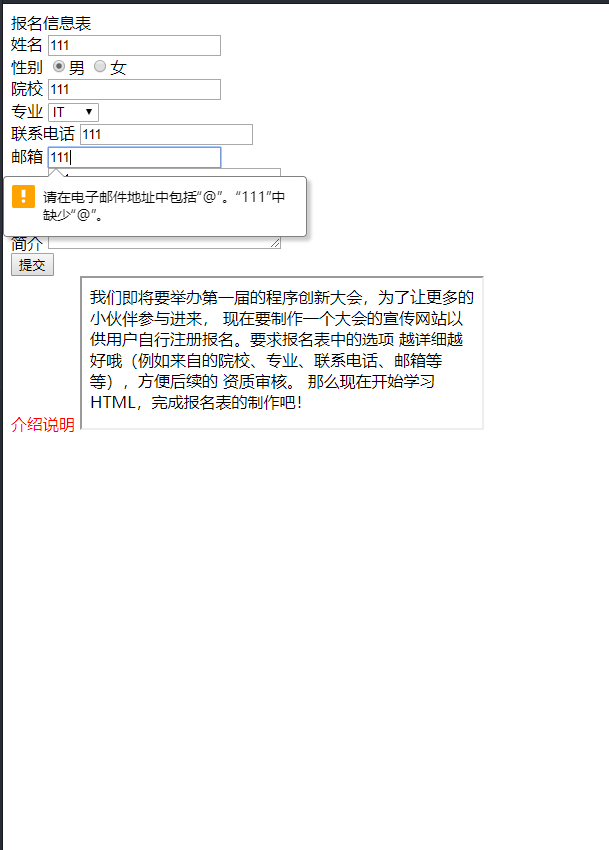 报名信息表
姓名 111
性别 男 女
院校 111
专业 IT
联系电话 111
邮箱 111
请在电子邮件地址中包括“@”。“111”中
缺少“@”。
简介
提交
我们即将要举办第一届的程序创新大会，为了让更多的
小伙伴参与进来， 现在要制作一个大会的宣传网站以
供用户自行注册报名。要求报名表中的选项 越详细越
好哦（例如来自的院校、专业、联系电话、邮箱等
等），方便后续的 资质审核。 那么现在开始学习
HTML，完成报名表的制作吧！
介绍说明